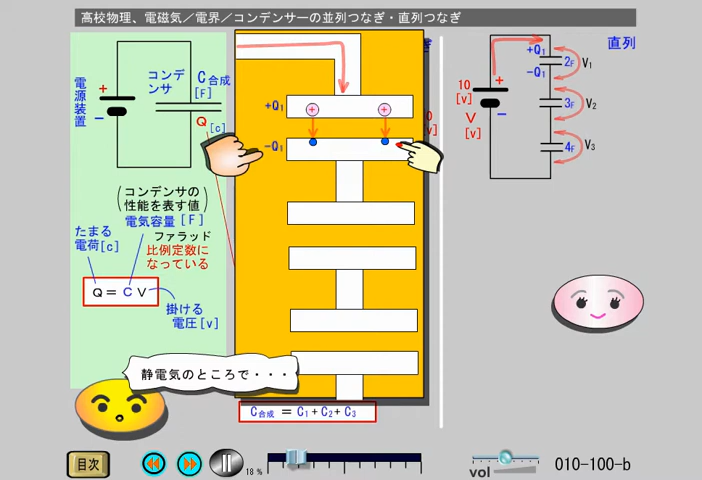 高校物理、電磁気／電界／コンデンサーの並列つなぎ・直列つなぎ
電源装置
+
-
コンデンサ
C合成
[F]
Q
[c]
(コンデンサの
性能を表す値)
電気容量[F]
ファラッド
比例定数に
なっている
たまる
電荷[c]
Q = C V
掛ける
電圧[v]
+Q1
-Q1
+
+
[v]
静電気のところで・・・
C合成 = C1+C2+C3
直列
10
[v]
V
[v]
+
-
+Q1
-Q1
2F
3F
4F
V1
V2
V3
目次
18 %
vol
010-100-b